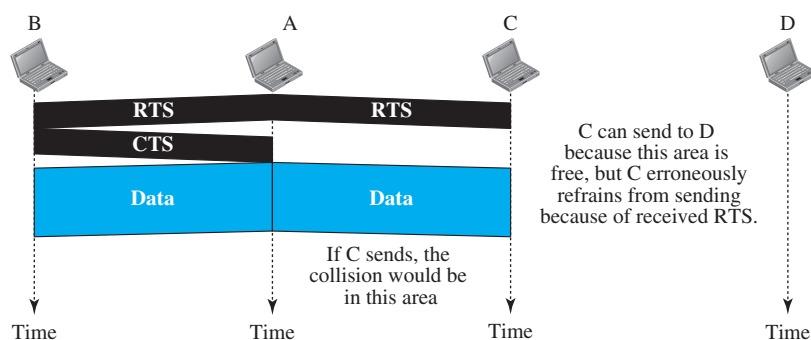 B
A
C
D
RTS
RTS
CTS
Data
Data
C can send to D
because this area is
free, but C erroneously
refrains from sending
because of received RTS.
If C sends, the
collision would be
in this area
Time
Time
Time
Time